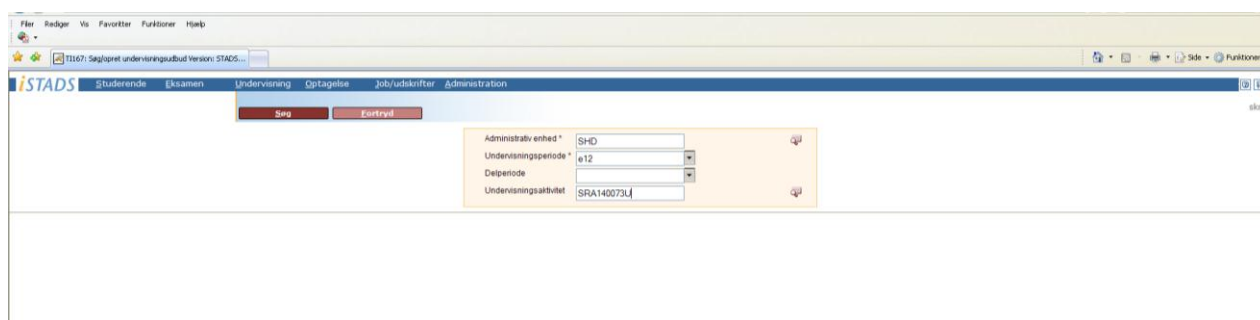 Filer Rediger Vis Favoritter Funktioner Hjælp
TI167: Søg/opret undervisningsudbud Version: STADS...
Side Funktioner
iSTADS Studerende Eksamen Undervisning Optagelse Job/udskrifter Administration
Søg Fortryd
Administrativ enhed * SHD
Undervisningsperiode * e12
Delperiode
Undervisningsaktivitet SRA140073U